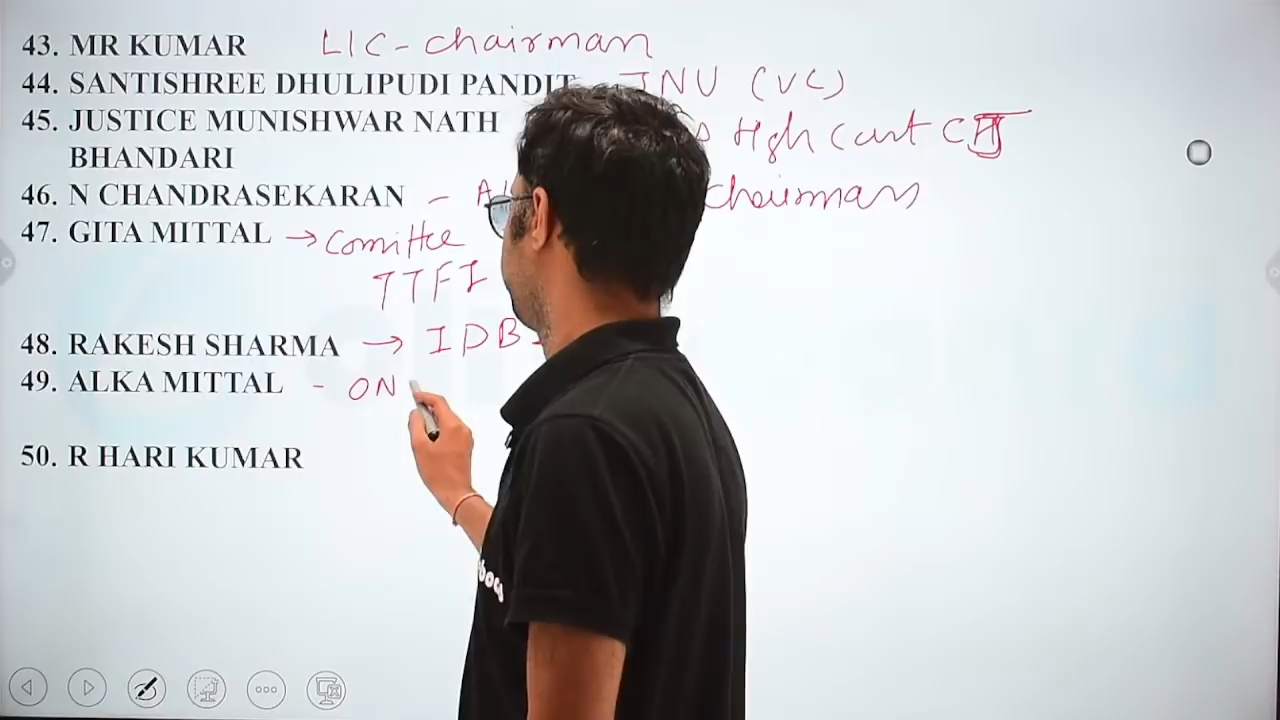 43. MR KUMAR LIC - chairman
44. SANTISHREE DHULIPUDI PANDIT - JNU (VC)
45. JUSTICE MUNISHWAR NATH High Court CJ
BHANDARI
46. N CHANDRASEKARAN - chairman
47. GITA MITTAL → Comittee
TTFI
48. RAKESH SHARMA → IDB
49. ALKA MITTAL - ON
50. R HARI KUMAR